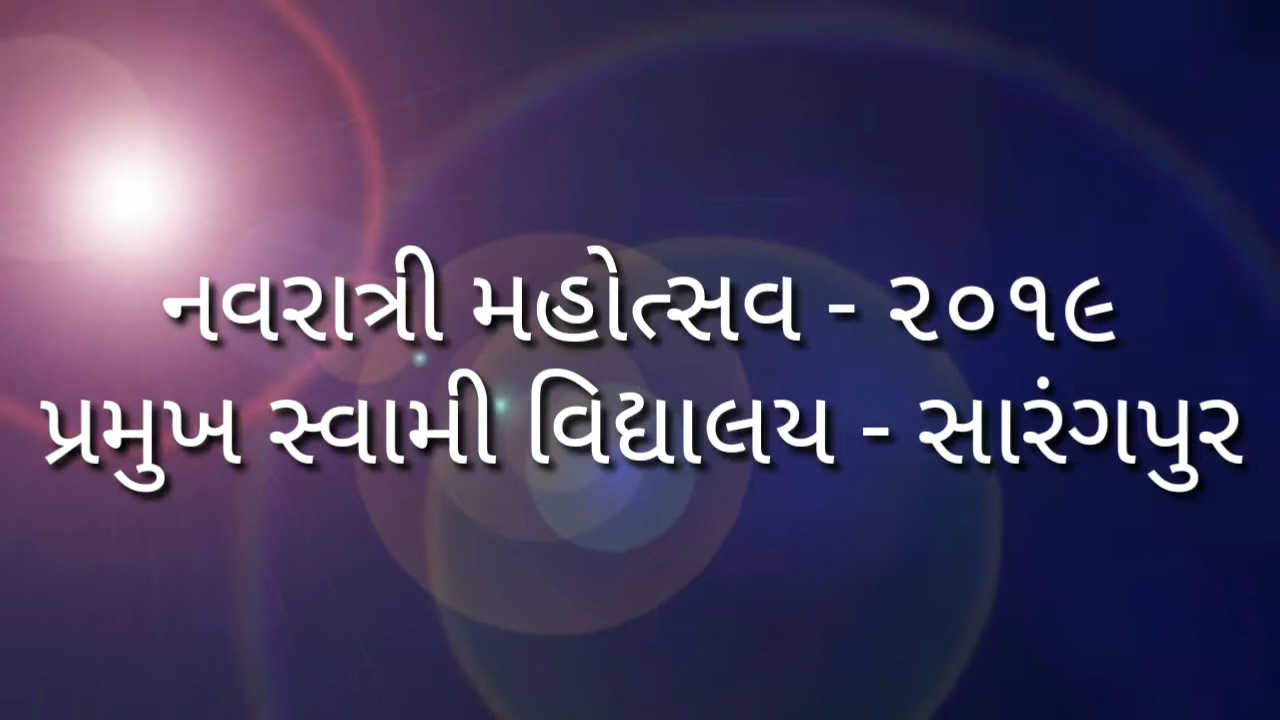 નવરાત્રી મહોત્સવ - ૨૦૧૯
પ્રમુખ સ્વામી વિદ્યાલય - સારંગપુર